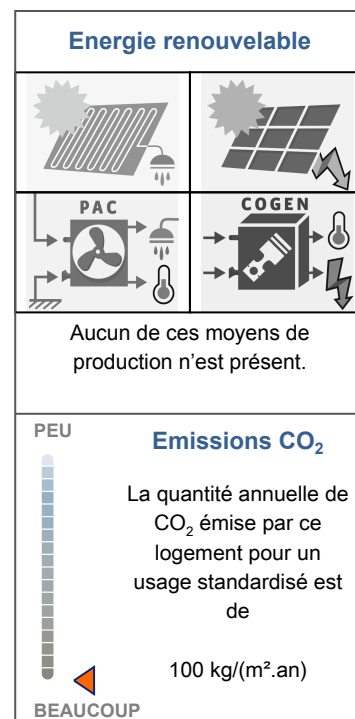 Energie renouvelable
PAC
COGEN
Aucun de ces moyens de
production n'est présent.
PEU
Emissions CO₂
La quantité annuelle de
CO₂ émise par ce
logement pour un
usage standardisé est
de
100 kg/(m².an)
BEAUCOUP